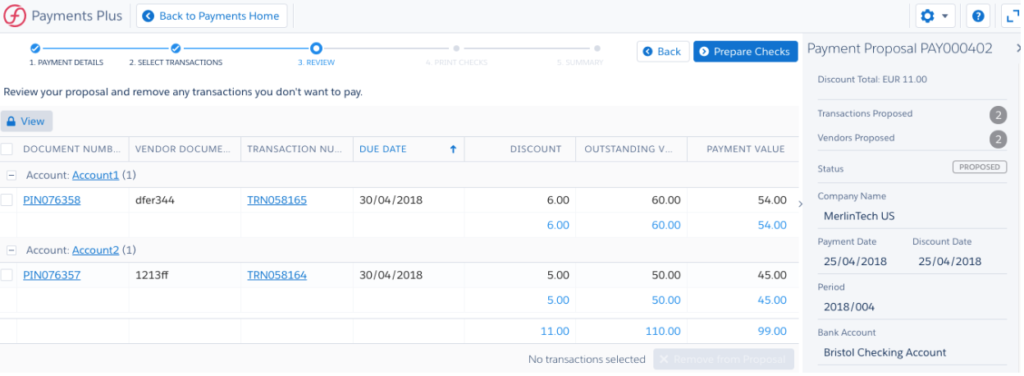 Payments Plus
Back to Payments Home
1. PAYMENT DETAILS 2. SELECT TRANSACTIONS 3. REVIEW 4. PRINT CHECKS 5. SUMMARY
Back Prepare Checks
Review your proposal and remove any transactions you don't want to pay.
View
DOCUMENT NUMB... VENDOR DOCUME... TRANSACTION NU... DUE DATE DISCOUNT OUTSTANDING V... PAYMENT VALUE
Account: Account1 (1)
PIN076358 dfer344 TRN058165 30/04/2018 6.00 60.00 54.00
6.00 60.00 54.00
Account: Account2 (1)
PIN076357 1213ff TRN058164 30/04/2018 5.00 50.00 45.00
5.00 50.00 45.00
11.00 110.00 99.00
No transactions selected Remove from Proposal
Payment Proposal PAY000402
Discount Total: EUR 11.00
Transactions Proposed 2
Vendors Proposed 2
Status PROPOSED
Company Name
MerlinTech US
Payment Date Discount Date
25/04/2018 25/04/2018
Period
2018/004
Bank Account
Bristol Checking Account